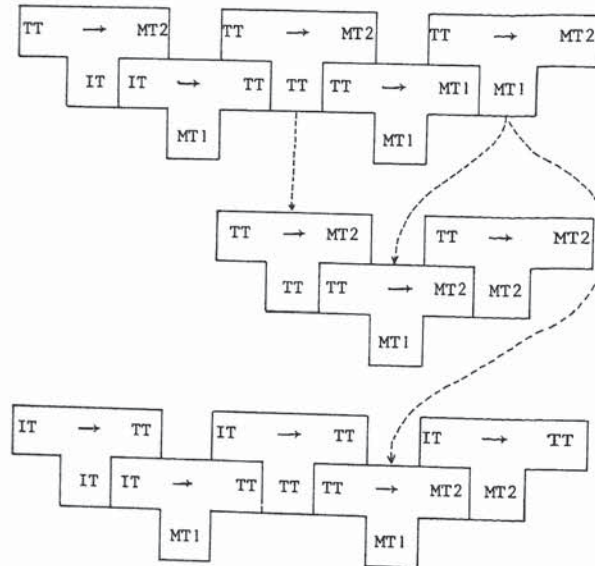 TT → MT2 TT → MT2 TT → MT2
IT IT → TT TT TT → MT1 MT1
MT1 MT1
TT → MT2 TT → MT2
TT TT → MT2 MT2
MT1
IT → TT IT → TT IT → TT
IT IT → TT TT TT → MT2 MT2
MT1 MT1